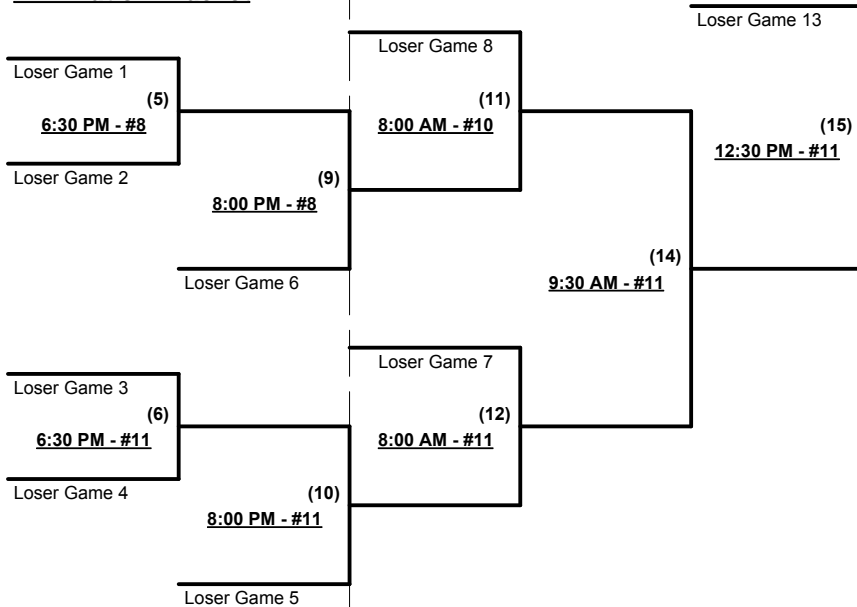 Loser Game 13
Loser Game 8
Loser Game 1
(5)
6:30 PM - #8
(11)
8:00 AM - #10
(15)
12:30 PM - #11
Loser Game 2
(9)
8:00 PM - #8
(14)
9:30 AM - #11
Loser Game 6
Loser Game 7
Loser Game 3
(6)
6:30 PM - #11
(12)
8:00 AM - #11
Loser Game 4
(10)
8:00 PM - #11
Loser Game 5